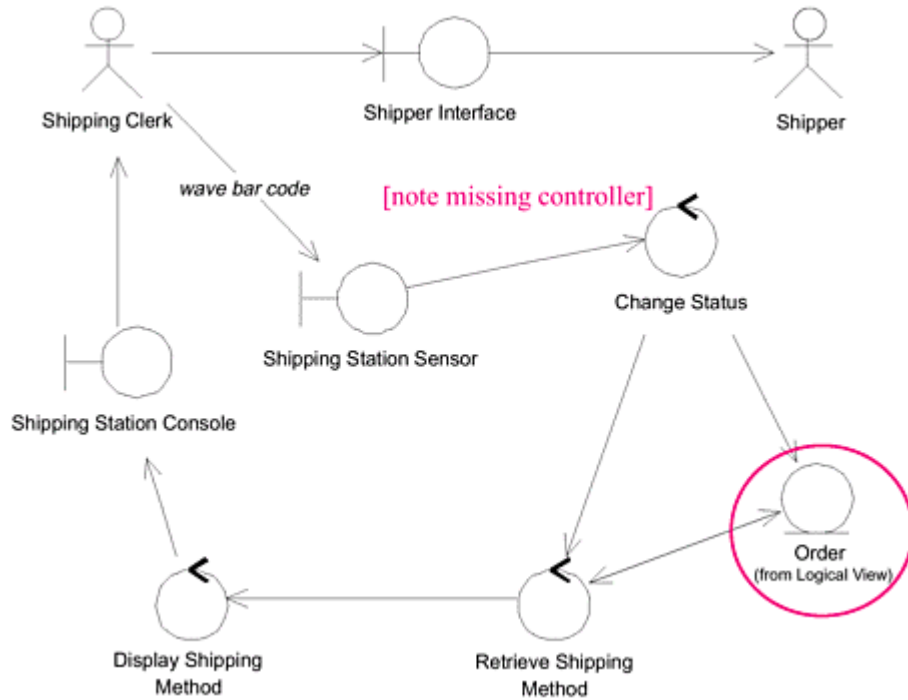 Shipping Clerk
Shipper Interface
Shipper
wave bar code
[note missing controller]
Change Status
Shipping Station Sensor
Shipping Station Console
Order
(from Logical View)
Display Shipping
Method
Retrieve Shipping
Method